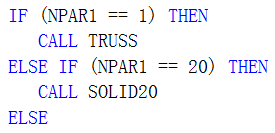 IF (NPAR1 == 1) THEN
   CALL TRUSS
ELSE IF (NPAR1 == 20) THEN
   CALL SOLID20
ELSE